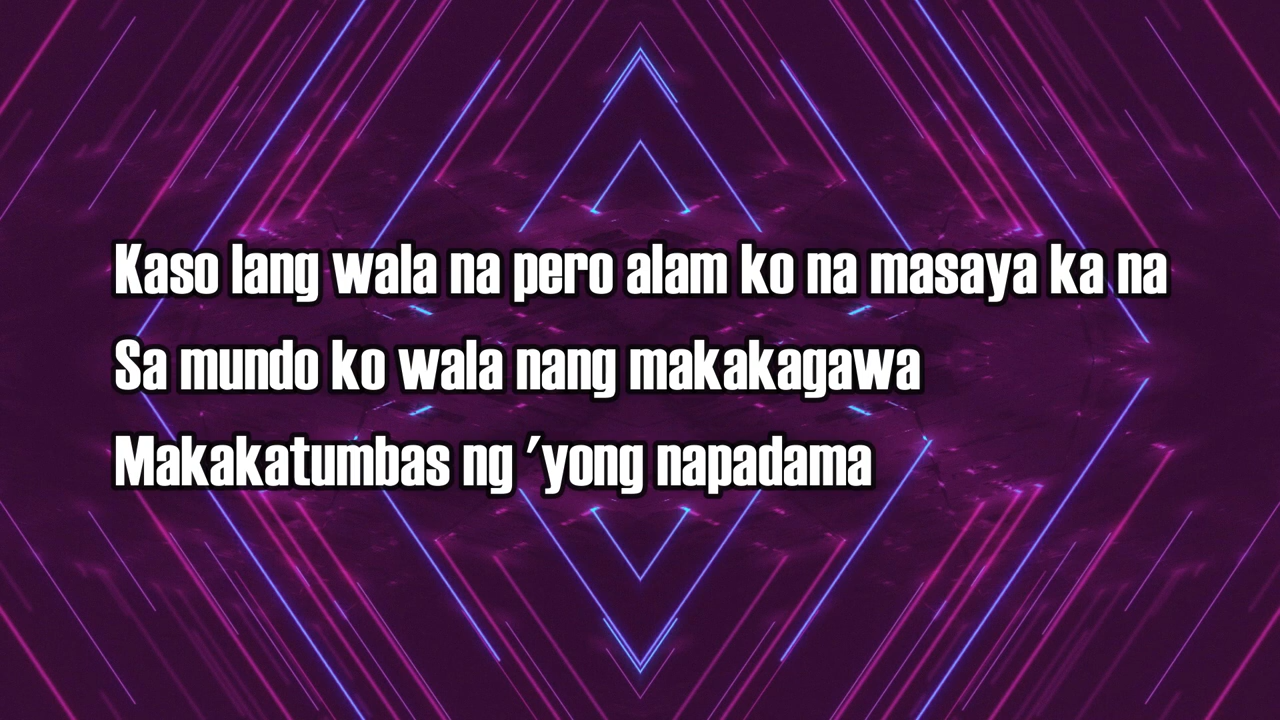 Kaso lang wala na pero alam ko na masaya ka na
Sa mundo ko wala nang makakagawa
Makakatumbas ng 'yong napadama